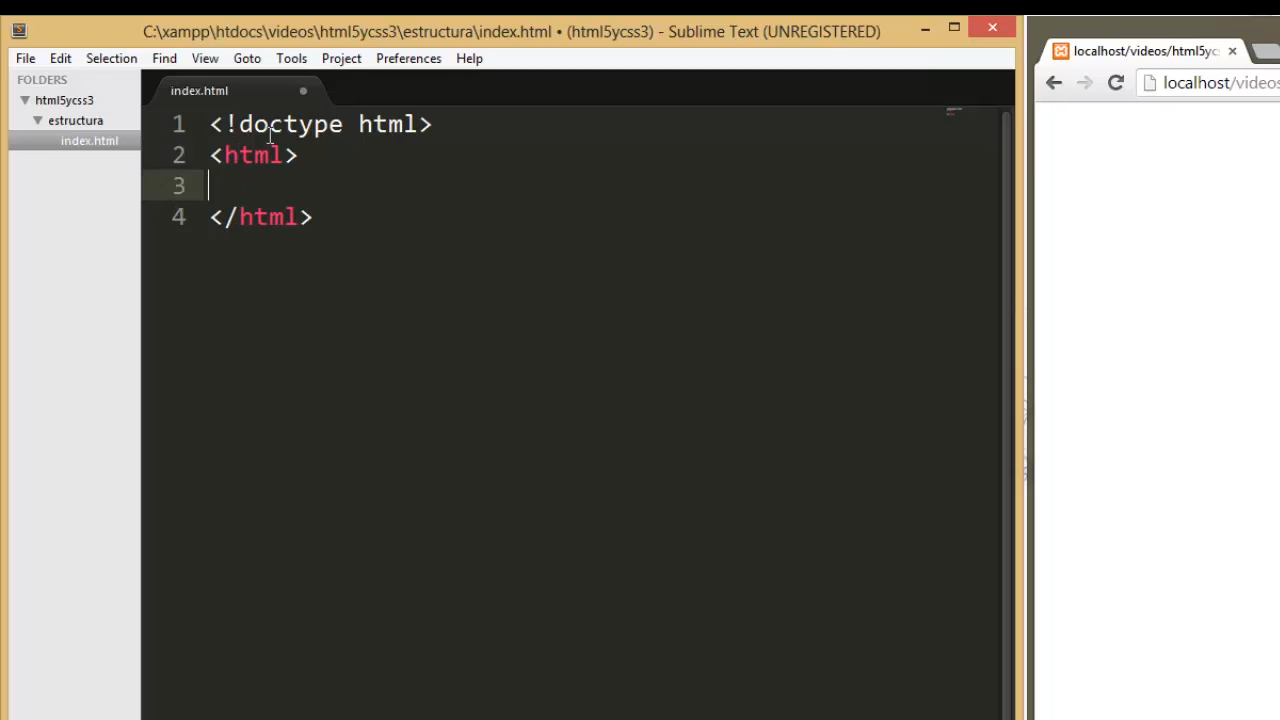 C:\xampp\htdocs\videos\html5ycss3\estructura\index.html • (html5ycss3) - Sublime Text (UNREGISTERED)
File Edit Selection Find View Goto Tools Project Preferences Help
FOLDERS
html5ycss3
estructura
index.html
index.html
1 <!doctype html>
2 <html>
3
4 </html>
localhost/videos/html5yc
localhost/videos